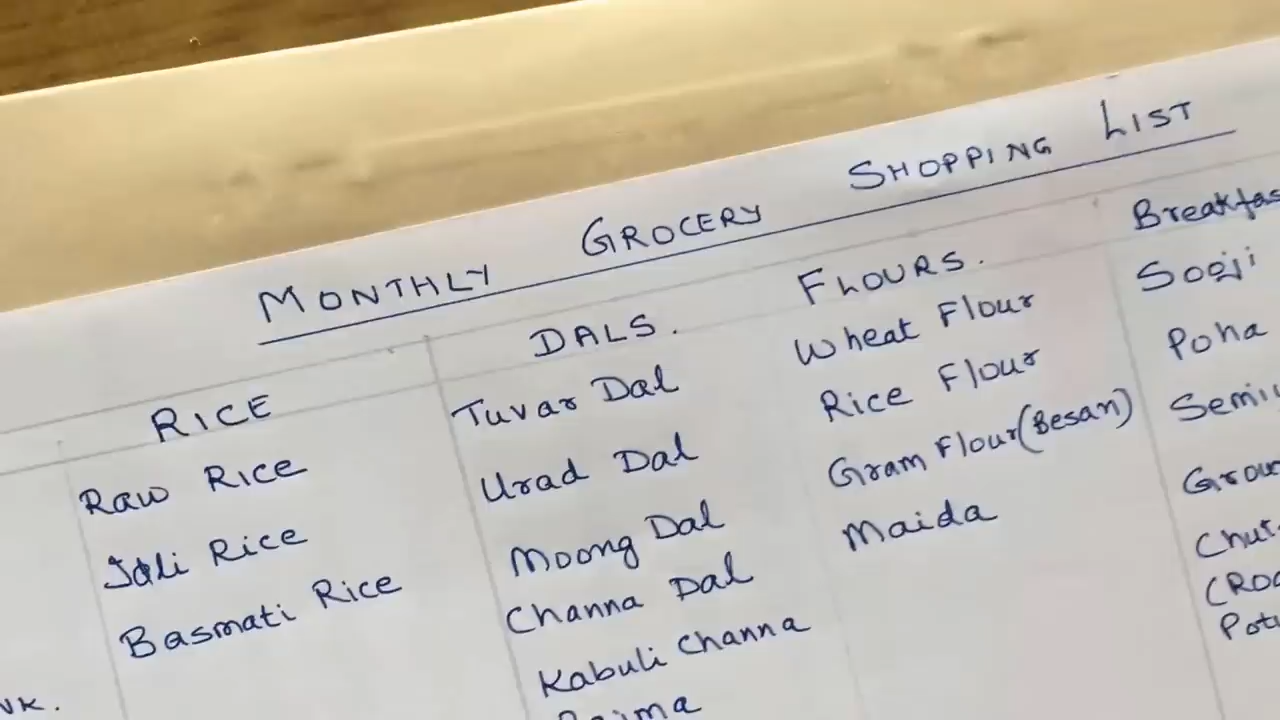 MONTHLY GROCERY SHOPPING LIST
RICE
Raw Rice
Idli Rice
Basmati Rice
DALS.
Tuvar Dal
Urad Dal
Moong Dal
Channa Dal
Kabuli Channa
FLOURS.
Wheat Flour
Rice Flour
Gram Flour(Besan)
Maida
Sooji
Poha